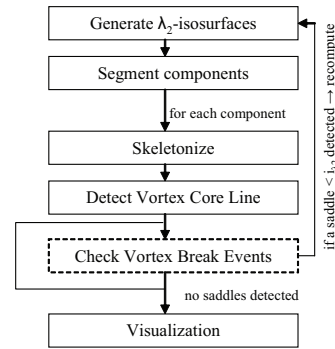 Generate λ₂-isosurfaces
Segment components
for each component
Skeletonize
Detect Vortex Core Line
Check Vortex Break Events
no saddles detected
Visualization
if a saddle < i_λ2 detected → recompute